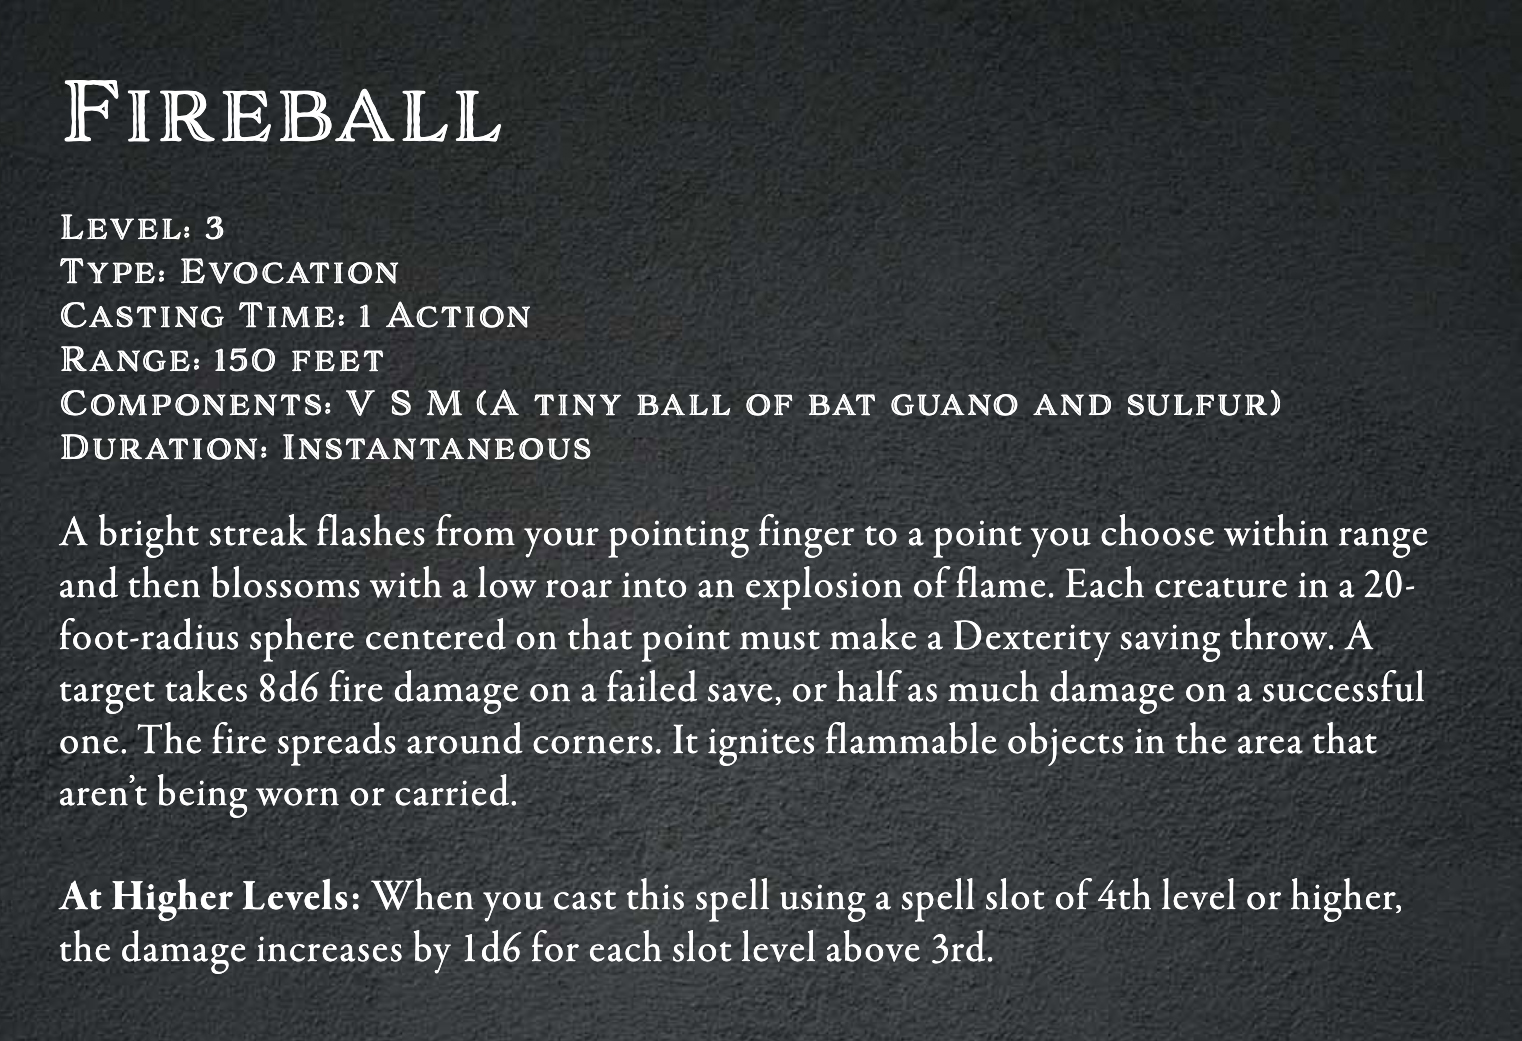 Fireball
Level: 3
Type: Evocation
Casting Time: 1 Action
Range: 150 feet
Components: V S M (A tiny ball of bat guano and sulfur)
Duration: Instantaneous
A bright streak flashes from your pointing finger to a point you choose within range
and then blossoms with a low roar into an explosion of flame. Each creature in a 20-
foot-radius sphere centered on that point must make a Dexterity saving throw. A
target takes 8d6 fire damage on a failed save, or half as much damage on a successful
one. The fire spreads around corners. It ignites flammable objects in the area that
aren’t being worn or carried.
At Higher Levels: When you cast this spell using a spell slot of 4th level or higher,
the damage increases by 1d6 for each slot level above 3rd.